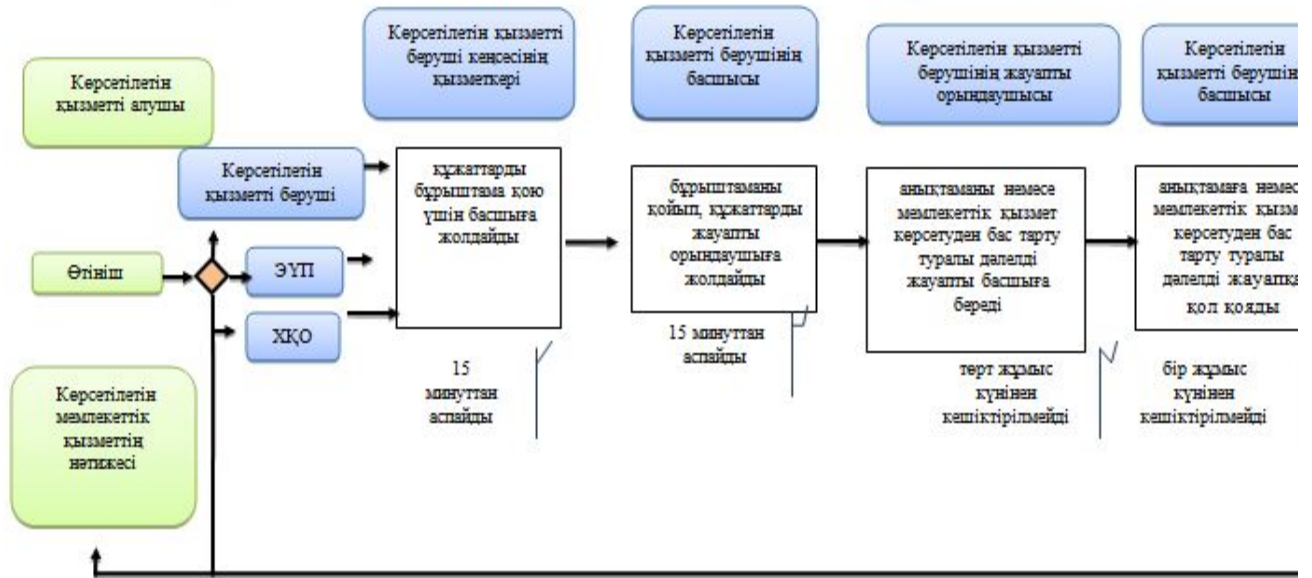 Көрсетілетін
қызметті алушы
Көрсетілетін қызметті
беруші кеңсесінің
қызметкері
Көрсетілетін
қызметті берушінің
басшысы
Көрсетілетін қызметті
берушінің жауапты
орындаушысы
Көрсетілетін
қызметті берушін
басшысы
Көрсетілетін
қызметті беруші
Өтініш
ЭҮП
ХҚО
құжаттарды
бұрыштама қою
үшін басшыға
жолдайды
бұрыштаманы
қойып, құжаттарды
жауапты
орындаушыға
жолдайды
анықтаманы немесе
мемлекеттік қызмет
көрсетуден бас тарту
туралы дәлелді
жауапты басшыға
береді
анықтамаға немес
мемлекеттік қызм
көрсетуден бас
тарту туралы
дәлелді жауапқа
қол қояды
15
минуттан
аспайды
15 минуттан
аспайды
төрт жұмыс
күнінен
кешіктірілмейді
бір жұмыс
күнінен
кешіктірілмейді
Көрсетілетін
мемлекеттік
қызметтің
нәтижесі